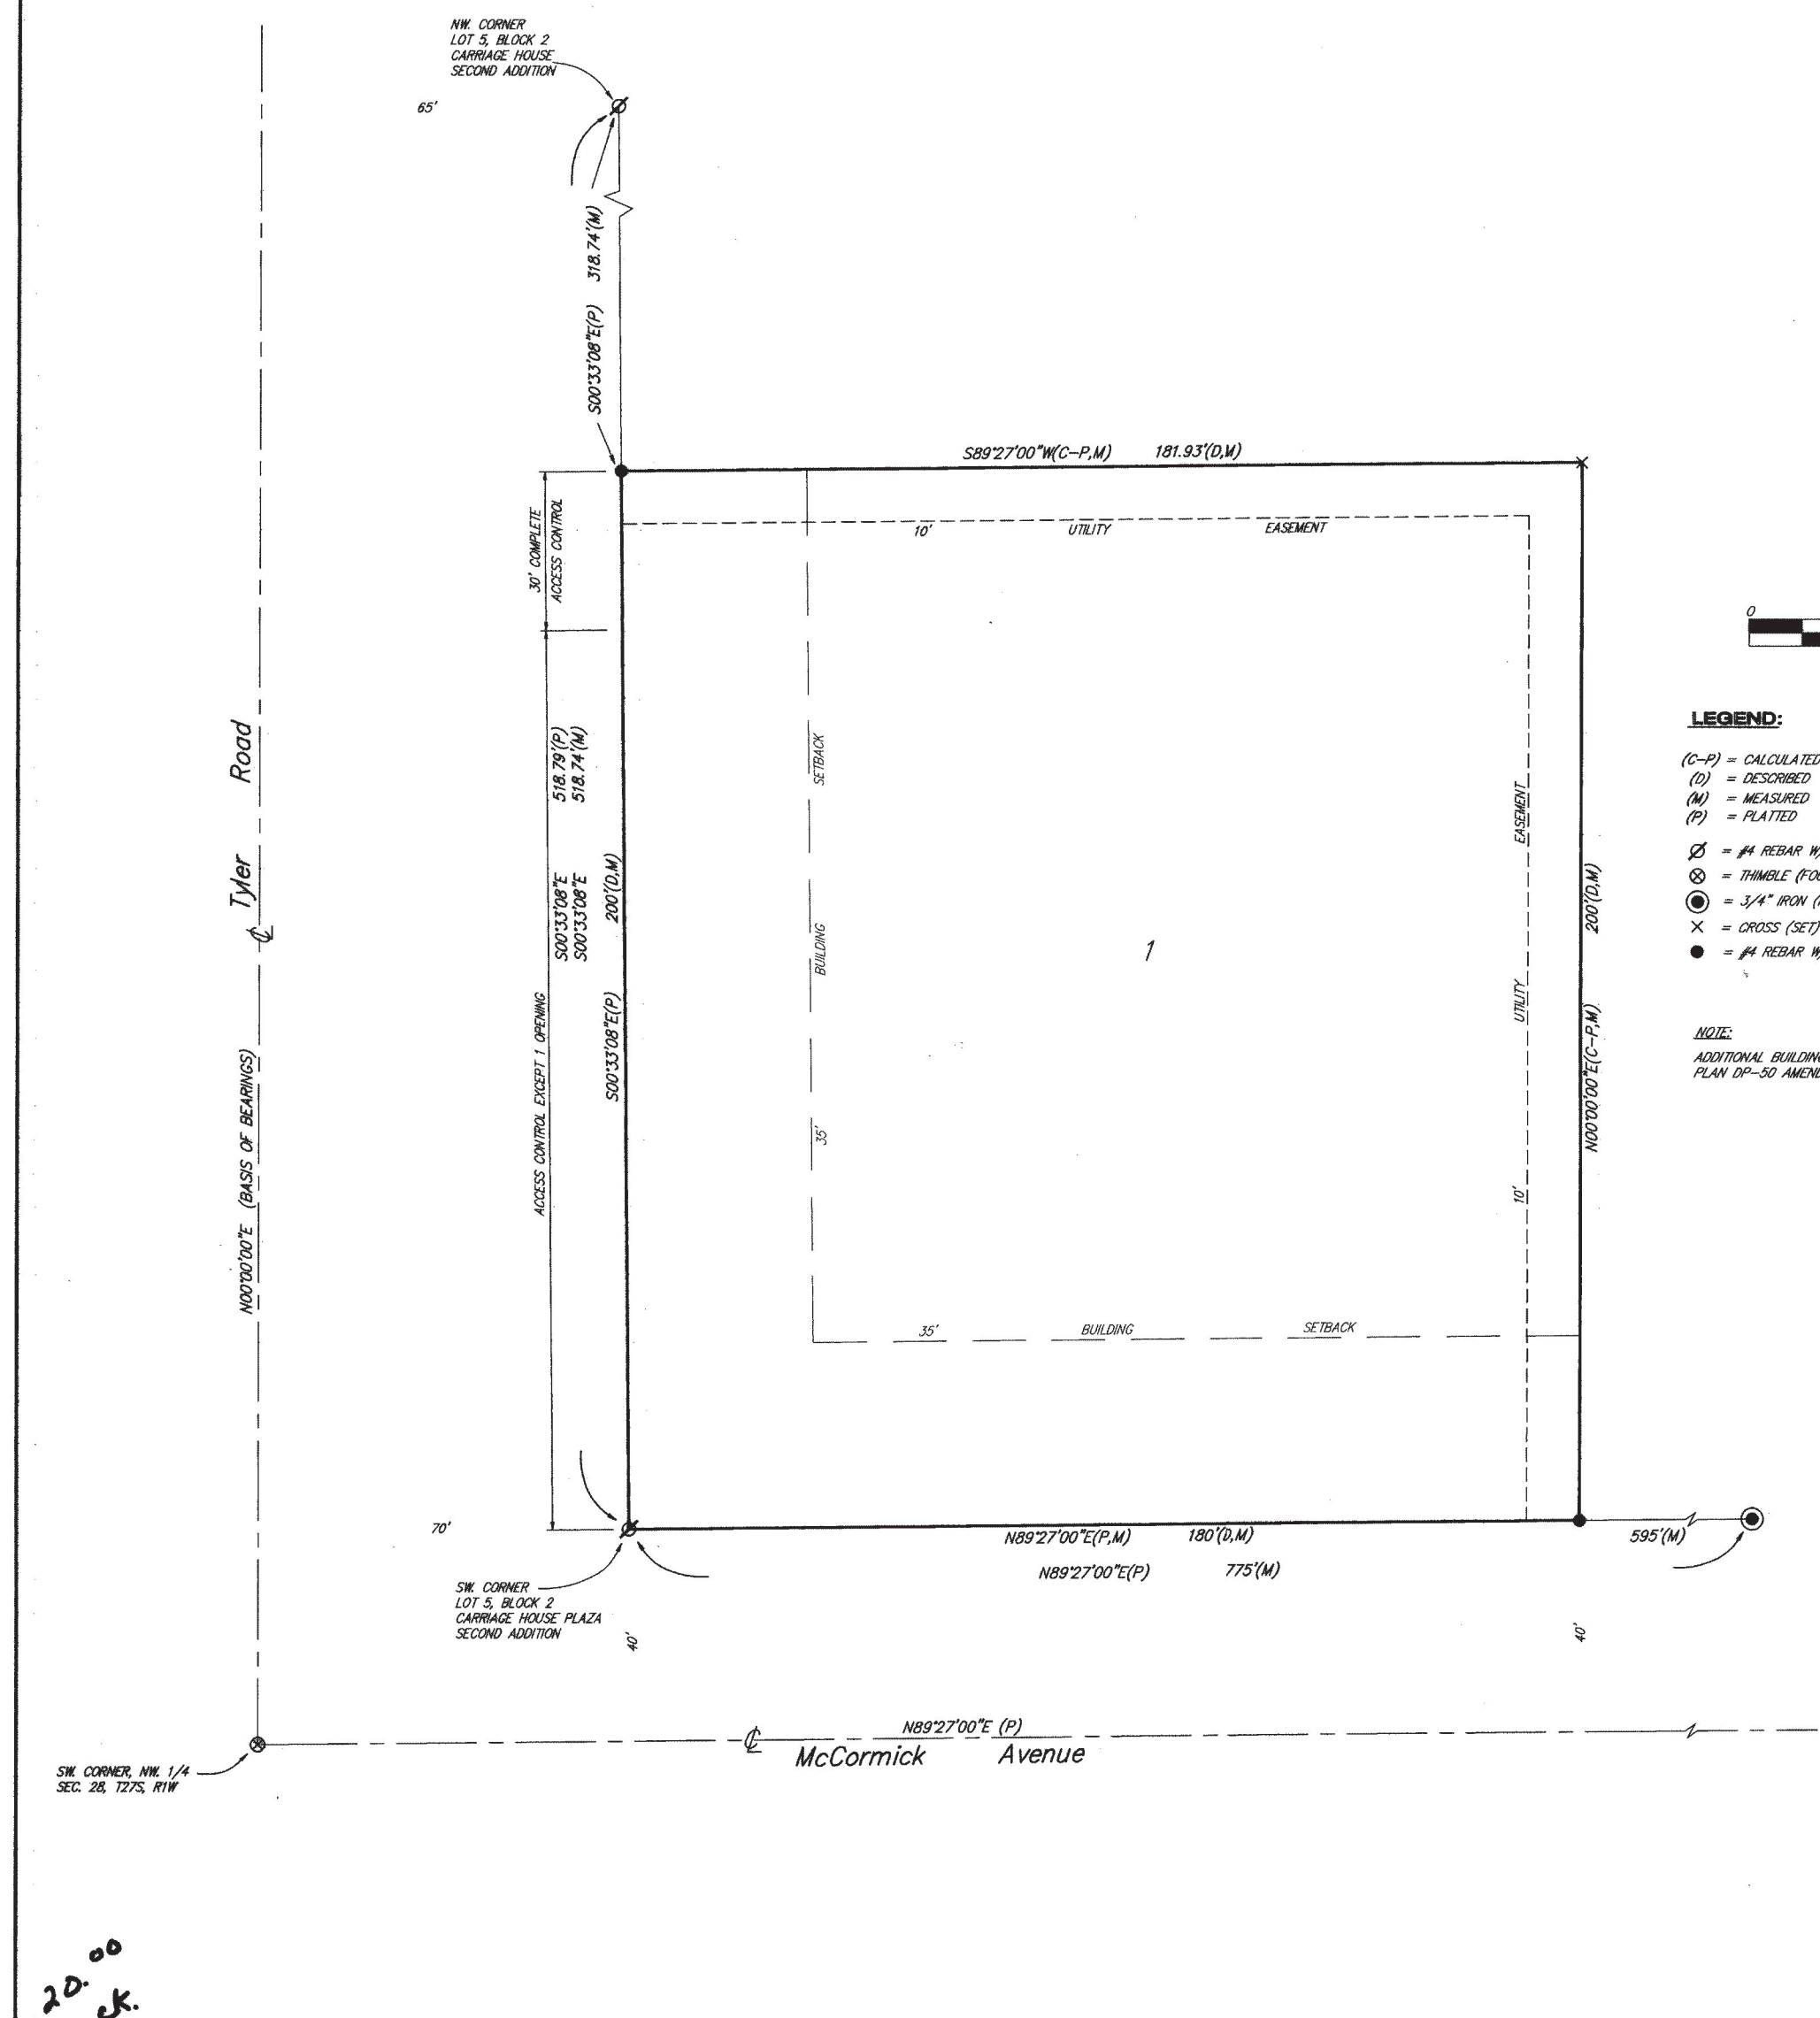 NW. CORNER
LOT 5, BLOCK 2
CARRIAGE HOUSE
SECOND ADDITION
65'
S00°33'08"E(P) 318.74'(M)
S89°27'00"W(C-P,M) 181.93'(D,M)
30' COMPLETE
ACCESS CONTROL
10' UTILITY EASEMENT
0
Tyler Road
N00°00'00"E (BASIS OF BEARINGS)
ACCESS CONTROL EXCEPT 1 OPENING
S00°33'08"E 518.79'(P)
S00°33'08"E 518.74'(M)
S00°33'08"E(P) 200'(D,M)
35' BUILDING SETBACK
1
10' UTILITY EASEMENT
N00°00'00"E(C-P,M) 200'(D,M)
LEGEND:
(C-P) = CALCULATED
(D) = DESCRIBED
(M) = MEASURED
(P) = PLATTED
= #4 REBAR W
= THIMBLE (FO
= 3/4" IRON (
= CROSS (SET)
= #4 REBAR W
NOTE:
ADDITIONAL BUILDING
PLAN DP-50 AMEN
35' BUILDING SETBACK
70'
N89°27'00"E(P,M) 180'(D,M)
595'(M)
N89°27'00"E(P) 775'(M)
SW. CORNER
LOT 5, BLOCK 2
CARRIAGE HOUSE PLAZA
SECOND ADDITION
40'
40'
N89°27'00"E (P)
McCormick Avenue
SW. CORNER, NW. 1/4
SEC. 28, T27S, R1W
20.00
ck.